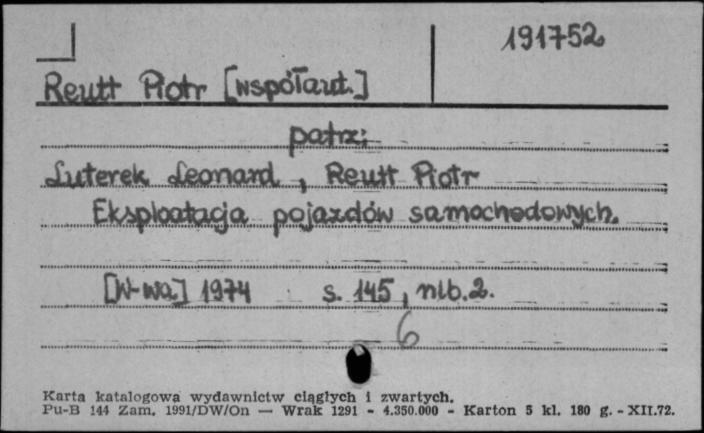 191752
Reutt Piotr [współaut.]
patrz:
Luterek Leonard, Reutt Piotr
Eksploatacja pojazdów samochodowych.
[W-wa.] 1974 s. 145, nlb. 2.
6
Karta katalogowa wydawnictw ciągłych i zwartych.
Pu-B 144 Zam. 1991/DW/On — Wrak 1291 - 4.350.000 - Karton 5 kl. 180 g. - XII.72.